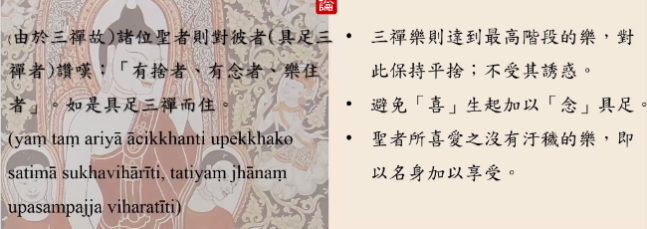 論
(由於三禪故)諸位聖者則對彼者(具足三
禪者)讚嘆:「有捨者、有念者、樂住
者」。如是具足三禪而住。
(yaṃ taṃ ariyā ācikkhanti upekkhako
satimā sukhavihārīti, tatiyaṃ jhānaṃ
upasampajja viharatīti)
• 三禪樂則達到最高階段的樂,對
此保持平捨;不受其誘惑。
• 避免「喜」生起加以「念」具足。
• 聖者所喜愛之沒有汙穢的樂,即
以名身加以享受。